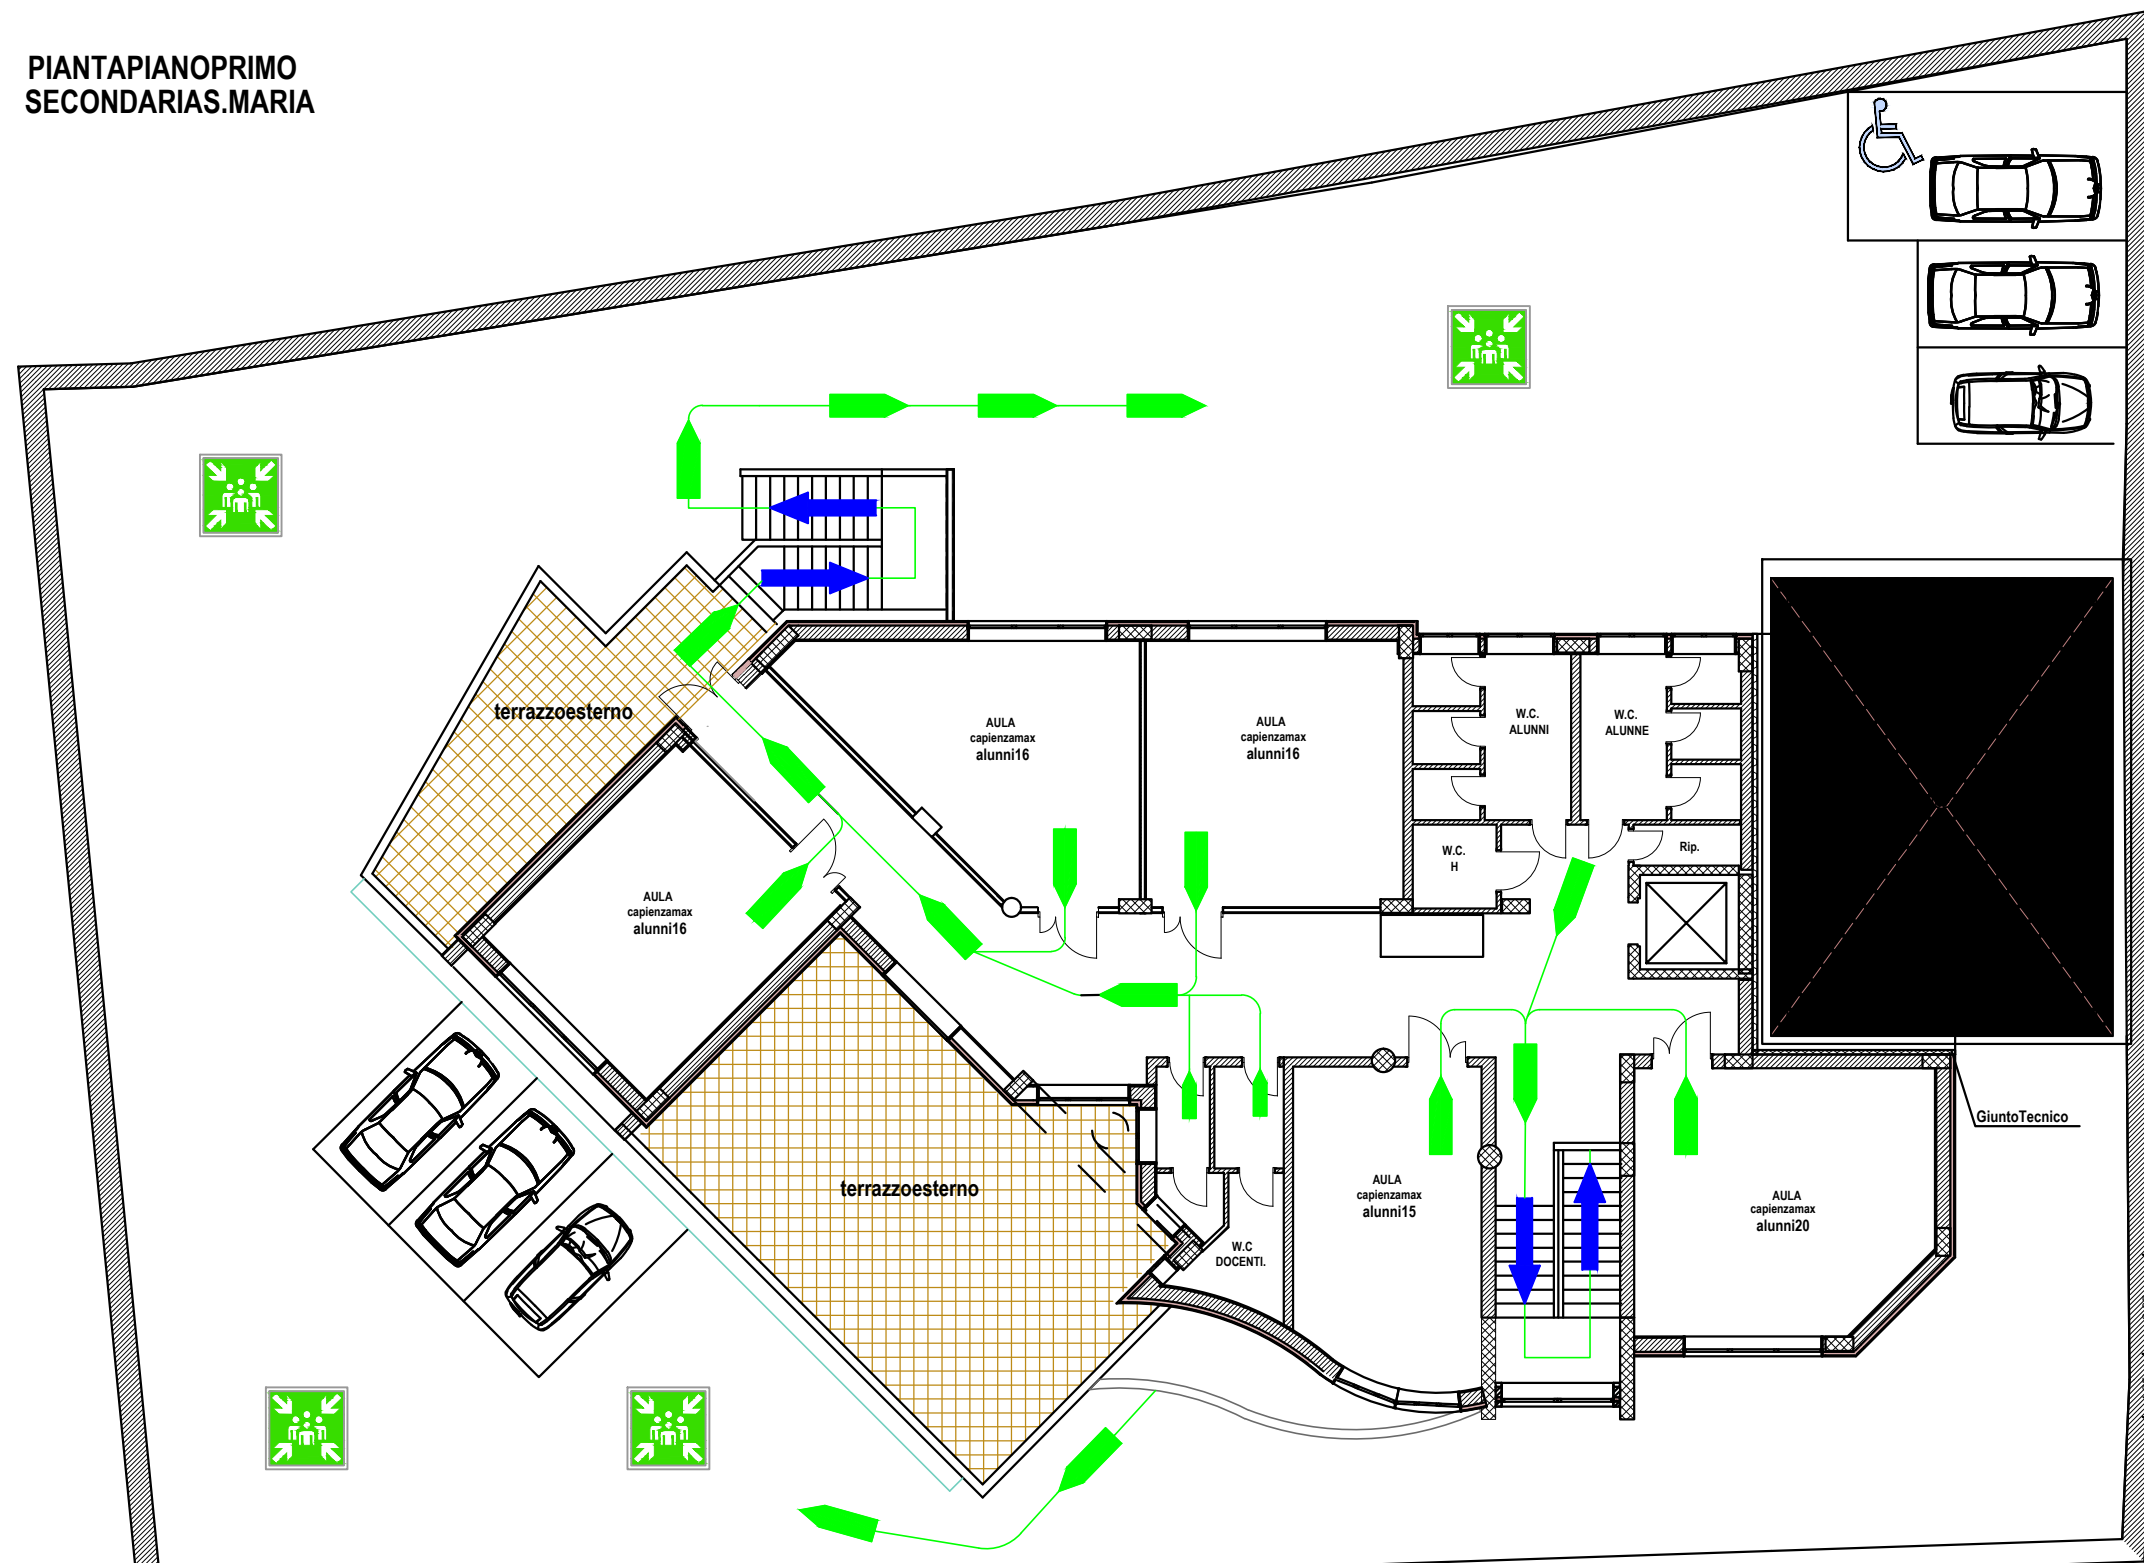 PIANTAPIANOPRIMO
SECONDARIAS.MARIA
terrazzoesterno
AULA
capienzamax
alunni16
AULA
capienzamax
alunni16
W.C.
ALUNNI
W.C.
ALUNNE
W.C.
H
Rip.
AULA
capienzamax
alunni16
GiuntoTecnico
terrazzoesterno
AULA
capienzamax
alunni15
AULA
capienzamax
alunni20
W.C
DOCENTI.